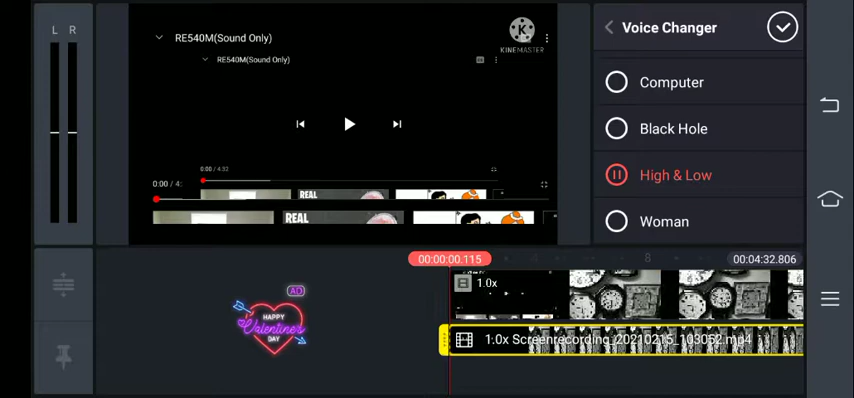 L R
RE540M(Sound Only)
KINEMASTER
RE540M(Sound Only)
0:00 / 4:32
0:00 / 4:
REAL
REAL
Voice Changer
Computer
Black Hole
High & Low
Woman
00:00:00.115
8
00:04:32.806
1.0x
1.0x Screenrecording_20210215_103052.mp4
AD
HAPPY
Valentines
DAY